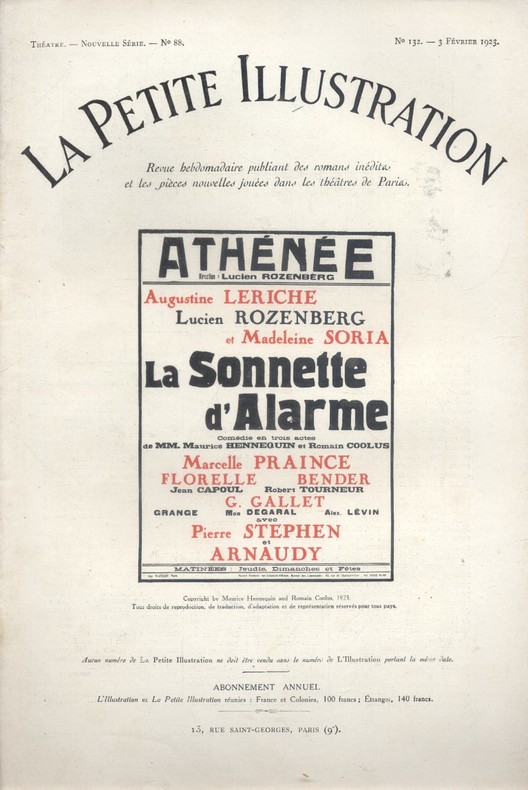 Théatre. — Nouvelle Série. — No 88.
No 132. — 3 Février 1923.
La Petite Illustration
Revue hebdomadaire publiant des romans inédits
et les pièces nouvelles jouées dans les théâtres de Paris.
ATHÉNÉE
Direction : Lucien ROZENBERG
Augustine LERICHE
Lucien ROZENBERG
et Madeleine SORIA
La Sonnette
d'Alarme
Comédie en trois actes
de MM. Maurice HENNEQUIN et Romain COOLUS
Marcelle PRAINCE
FLORELLE BENDER
Jean CAPOUL Robert TOURNEUR
G. GALLET
GRANGE Mon DEGARAL Alex. LÉVIN
avec
Pierre STEPHEN
et
ARNAUDY
MATINÉES : Jeudis, Dimanches et Fêtes
Copyright by Maurice Hennequin and Romain Coolus, 1923.
Tous droits de reproduction, de traduction, d'adaptation et de représentation réservés pour tous pays.
Aucun numéro de La Petite Illustration ne doit être vendu sans le numéro de L'Illustration portant la même date.
ABONNEMENT ANNUEL
L'Illustration et La Petite Illustration réunies : France et Colonies, 100 francs ; Étranger, 140 francs.
13, RUE SAINT-GEORGES, PARIS (9e).